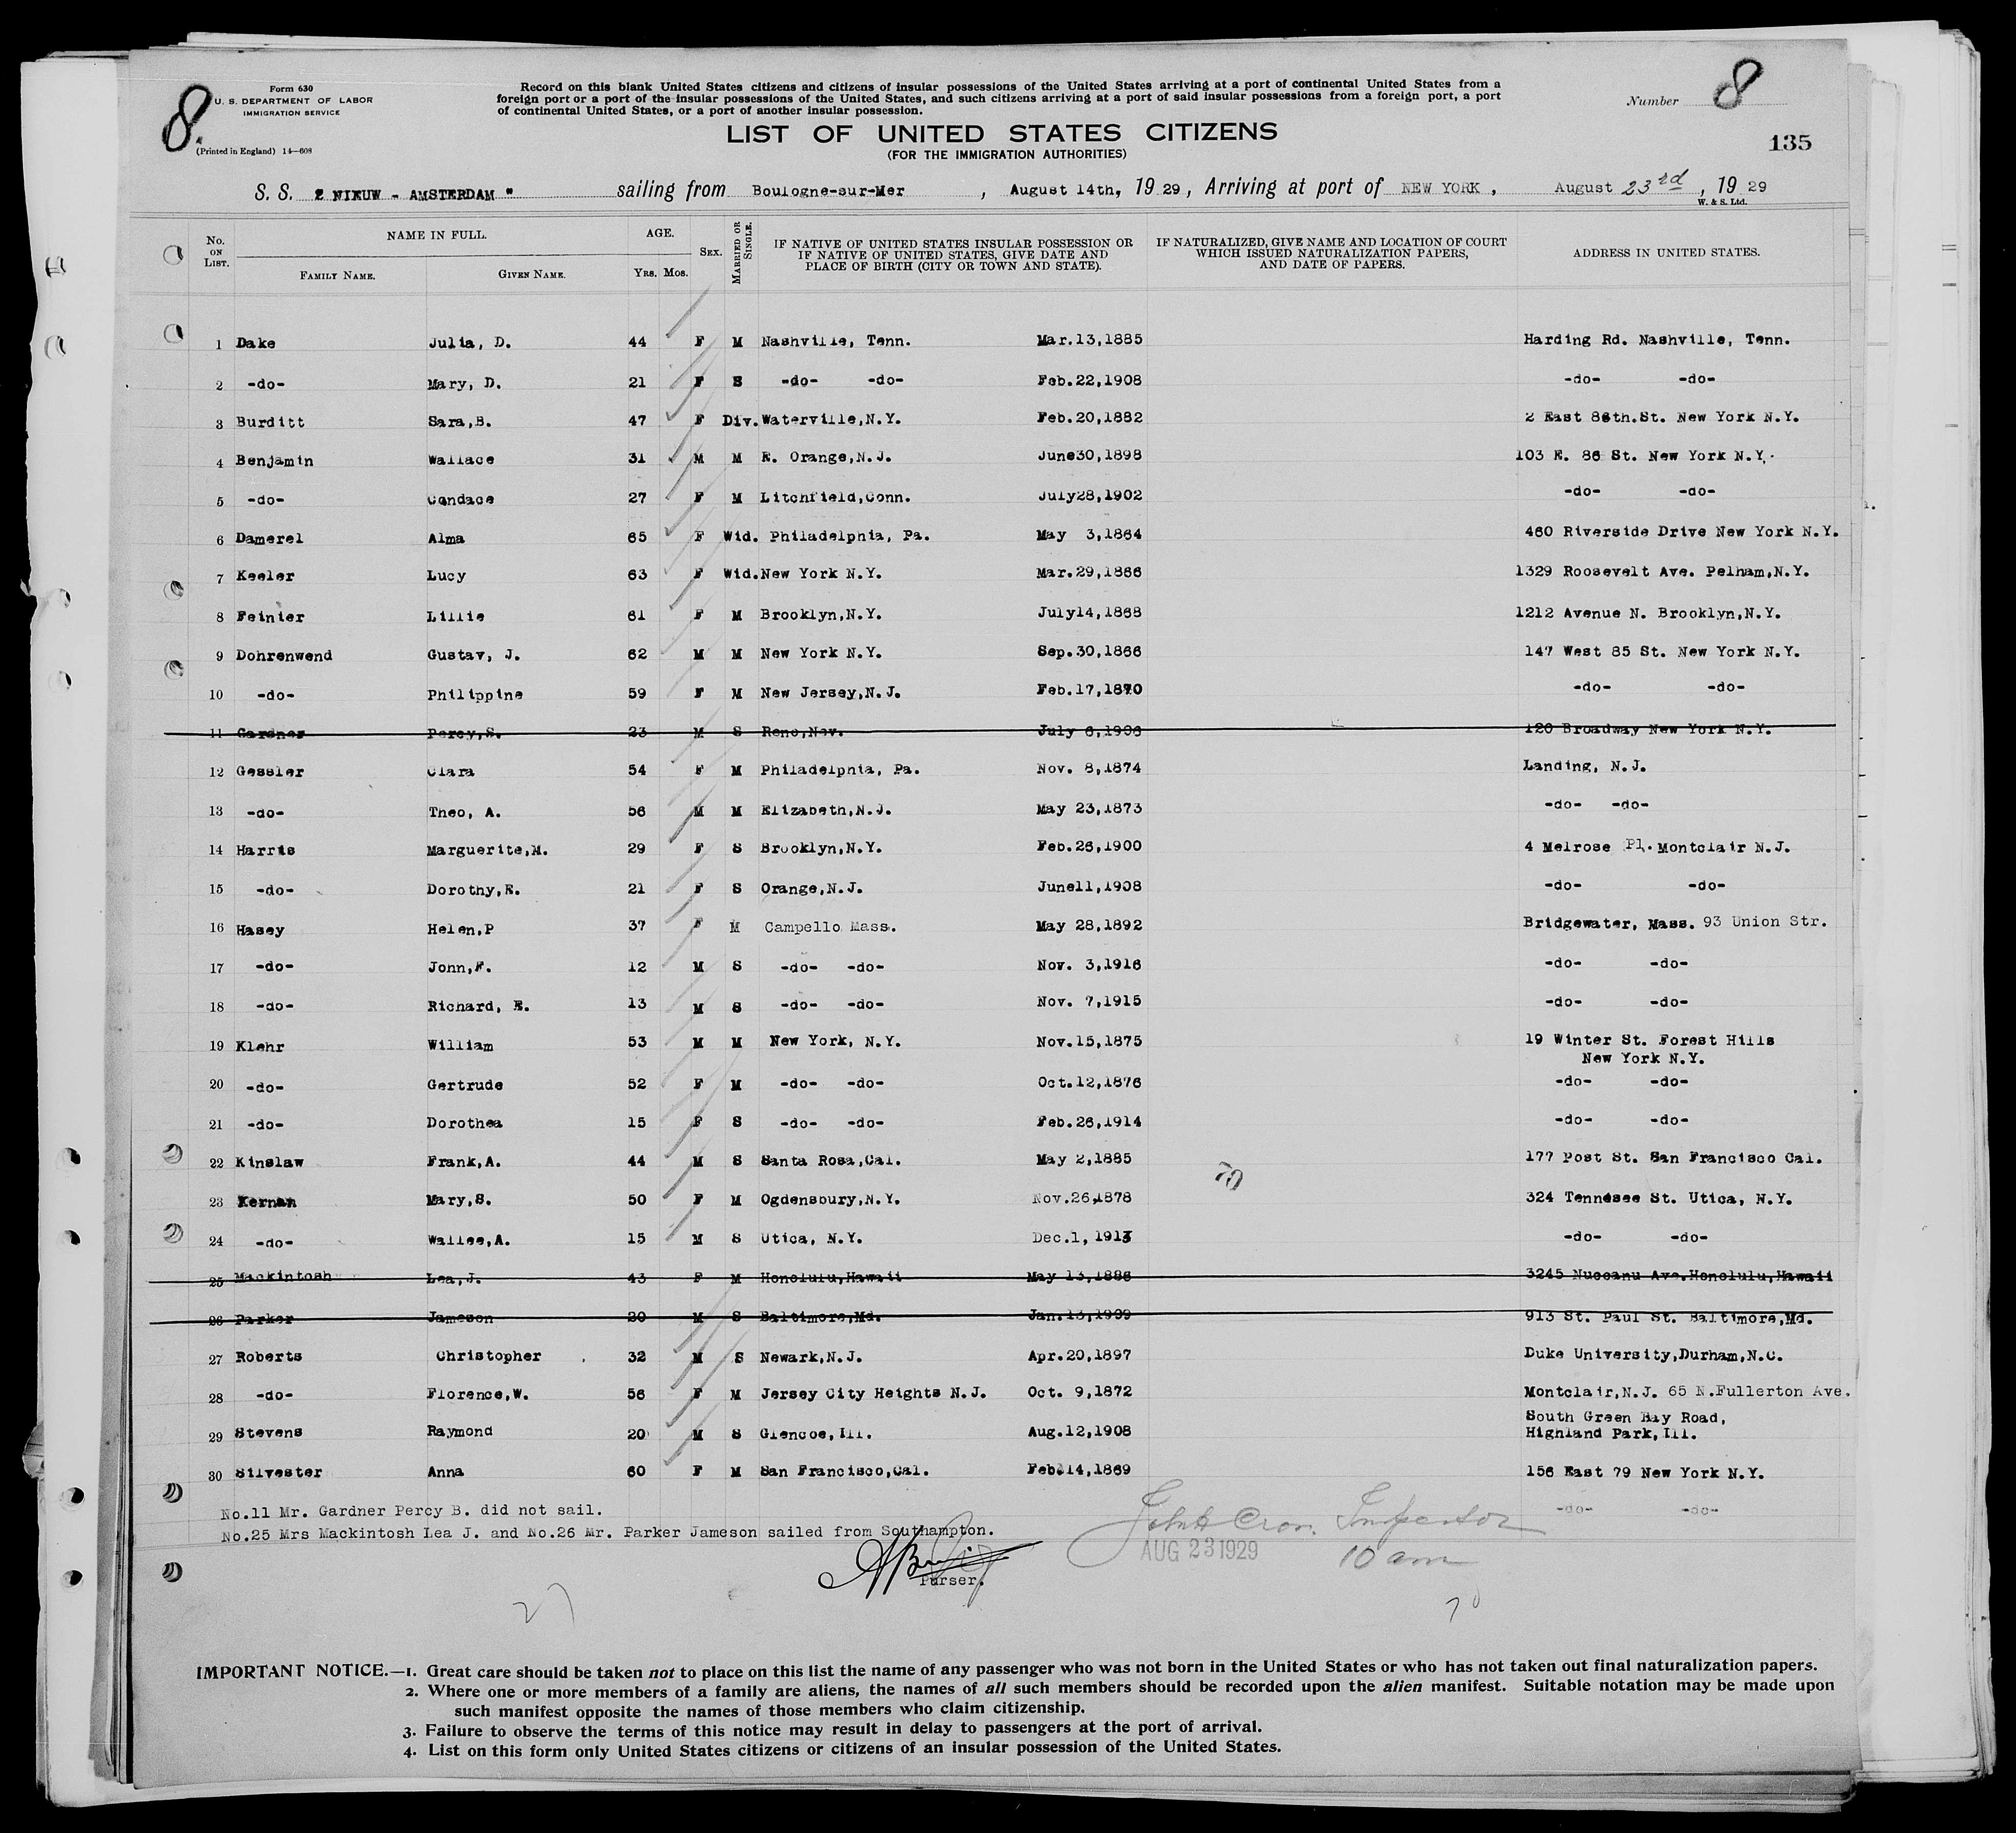 8
Form 630
U. S. DEPARTMENT OF LABOR
IMMIGRATION SERVICE
(Printed in England) 14—608
Record on this blank United States citizens and citizens of insular possessions of the United States arriving at a port of continental United States from a
foreign port or a port of the insular possessions of the United States, and such citizens arriving at a port of said insular possessions from a foreign port, a port
of continental United States, or a port of another insular possession.
Number 8
LIST OF UNITED STATES CITIZENS
(FOR THE IMMIGRATION AUTHORITIES)
135
S. S. " NIEUW - AMSTERDAM " sailing from Boulogne-sur-Mer , August 14th, 19 29, Arriving at port of NEW YORK , August 23rd , 19 29
W. & S. Ltd.
No. ON LIST. NAME IN FULL. FAMILY NAME. GIVEN NAME. AGE. Yrs. Mos. SEX. MARRIED OR SINGLE. IF NATIVE OF UNITED STATES INSULAR POSSESSION OR IF NATIVE OF UNITED STATES, GIVE DATE AND PLACE OF BIRTH (CITY OR TOWN AND STATE). IF NATURALIZED, GIVE NAME AND LOCATION OF COURT WHICH ISSUED NATURALIZATION PAPERS, AND DATE OF PAPERS. ADDRESS IN UNITED STATES.
1 Dake Julia, D. 44 F M Nashville, Tenn. Mar.13,1885 Harding Rd. Nashville, Tenn.
2 -do- Mary, D. 21 F S -do- -do- Feb.22,1908 -do- -do-
3 Burditt Sara,B. 47 F Div. Waterville,N.Y. Feb.20,1882 2 East 86th.St. New York N.Y.
4 Benjamin Wallace 31 M M E. Orange,N.J. June30,1898 103 E. 86 St. New York N.Y.
5 -do- Candace 27 F M Litchfield,Conn. July28,1902 -do- -do-
6 Damerel Alma 65 F Wid. Philadelphia, Pa. May 3,1864 460 Riverside Drive New York N.Y.
7 Keeler Lucy 63 F Wid. New York N.Y. Mar.29,1866 1329 Roosevelt Ave. Pelham,N.Y.
8 Feinier Lillie 61 F M Brooklyn,N.Y. July14,1868 1212 Avenue N. Brooklyn,N.Y.
9 Dohrenwend Gustav, J. 62 M M New York N.Y. Sep.30,1866 147 West 85 St. New York N.Y.
10 -do- Philippine 59 F M New Jersey,N.J. Feb.17,1870 -do- -do-
11 Gardner Percy,S. 23 M S Reno,Nev. July 6,1906 120 Broadway New York N.Y.
12 Gessler Clara 54 F M Philadelphia, Pa. Nov. 8,1874 Landing, N.J.
13 -do- Theo, A. 56 M M Elizabeth,N.J. May 23,1873 -do- -do-
14 Harris Marguerite,M. 29 F S Brooklyn,N.Y. Feb.26,1900 4 Melrose Pl. Montclair N.J.
15 -do- Dorothy,E. 21 F S Orange,N.J. June11,1908 -do- -do-
16 Hasey Helen,P 37 F M Campello Mass. May 28,1892 Bridgewater, Mass. 93 Union Str.
17 -do- John,F. 12 M S -do- -do- Nov. 3,1916 -do- -do-
18 -do- Richard, E. 13 M S -do- -do- Nov. 7,1915 -do- -do-
19 Klehr William 53 M M New York, N.Y. Nov.15,1875 19 Winter St. Forest Hills
New York N.Y.
20 -do- Gertrude 52 F M -do- -do- Oct.12,1876 -do- -do-
21 -do- Dorothea 15 F S -do- -do- Feb.26,1914 -do- -do-
22 Kinslaw Frank,A. 44 M S Santa Rosa,Cal. May 2,1885 177 Post St. San Francisco Cal.
70
23 Kernan Mary,S. 50 F M Ogdensbury,N.Y. Nov.26,1878 324 Tennesee St. Utica, N.Y.
24 -do- Wallee,A. 15 M S Utica, N.Y. Dec.1, 1913 -do- -do-
25 Mackintosh Lea,J. 43 F M Honolulu,Hawaii May 13,1886 3245 Nuccanu Ave.Honolulu,Hawaii
26 Parker Jameson 20 M S Baltimore,Md. Jan.13,1909 913 St. Paul St. Baltimore,Md.
27 Roberts Christopher 32 M S Newark,N.J. Apr.20,1897 Duke University,Durham,N.C.
28 -do- Florence,W. 56 F M Jersey City Heights N.J. Oct. 9,1872 Montclair,N.J. 65 N.Fullerton Ave.
29 Stevens Raymond 20 M S Glencoe,Ill. Aug.12,1908 South Green Bay Road,
Highland Park,Ill.
30 Silvester Anna 60 F M San Francisco,Cal. Feb.14,1869 156 East 79 New York N.Y.
-do- -do-
No.11 Mr. Gardner Percy B. did not sail.
No.25 Mrs Mackintosh Lea J. and No.26 Mr. Parker Jameson sailed from Southampton.
Inspector
AUG 23 1929 10 am
Purser.
27 70
IMPORTANT NOTICE.—1. Great care should be taken not to place on this list the name of any passenger who was not born in the United States or who has not taken out final naturalization papers.
2. Where one or more members of a family are aliens, the names of all such members should be recorded upon the alien manifest. Suitable notation may be made upon
such manifest opposite the names of those members who claim citizenship.
3. Failure to observe the terms of this notice may result in delay to passengers at the port of arrival.
4. List on this form only United States citizens or citizens of an insular possession of the United States.